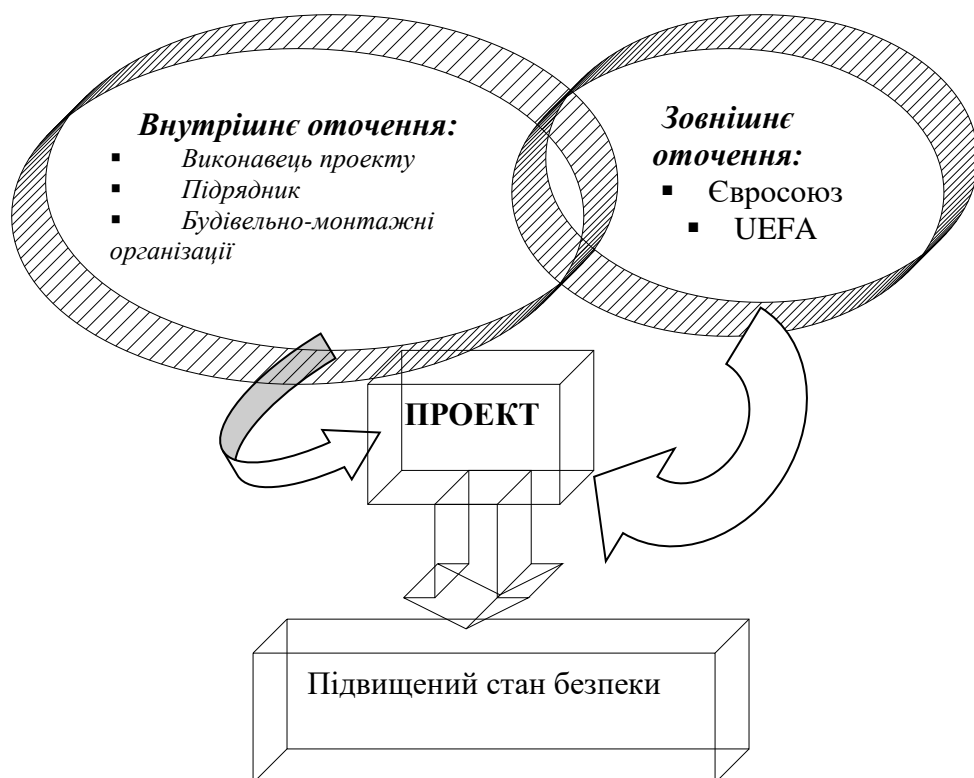 Внутрішнє оточення:
▪ Виконавець проекту
▪ Підрядник
▪ Будівельно-монтажні
організації
Зовнішнє
оточення:
▪ Євросоюз
▪ UEFA
ПРОЕКТ
Підвищений стан безпеки